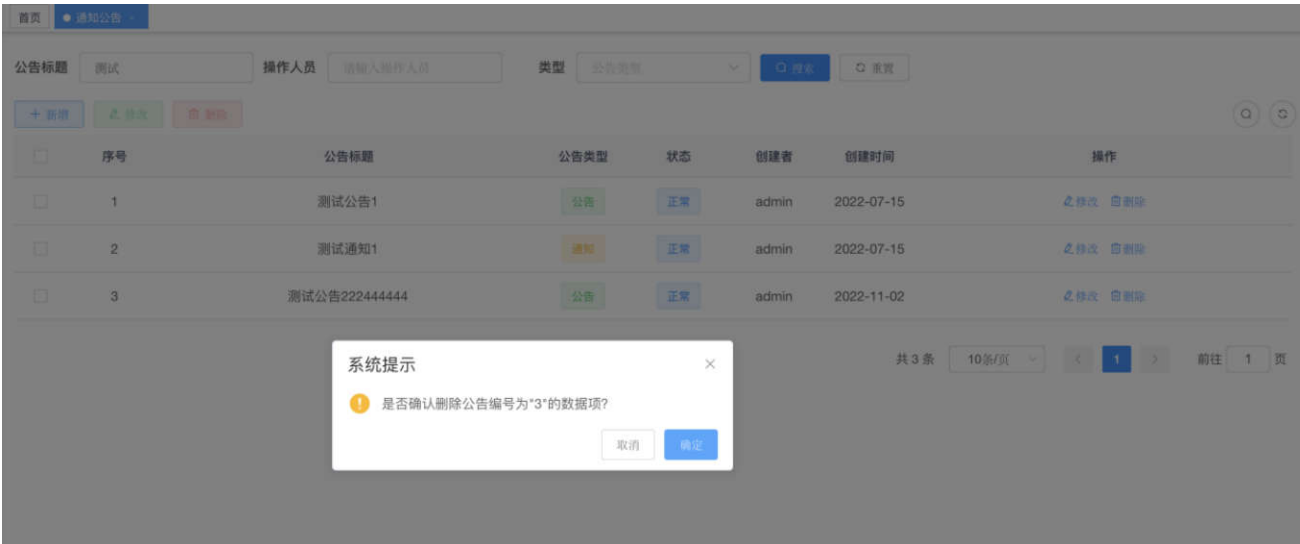 首页 通知公告
公告标题 测试 操作人员 请输入操作人员 类型 公告类型 搜索 重置
+ 新增 修改 删除
序号 公告标题 公告类型 状态 创建者 创建时间 操作
1 测试公告1 公告 正常 admin 2022-07-15 修改 删除
2 测试通知1 通知 正常 admin 2022-07-15 修改 删除
3 测试公告222444444 公告 正常 admin 2022-11-02 修改 删除
共 3 条 10条/页 < 1 > 前往 1 页
系统提示
是否确认删除公告编号为"3"的数据项?
取消 确定